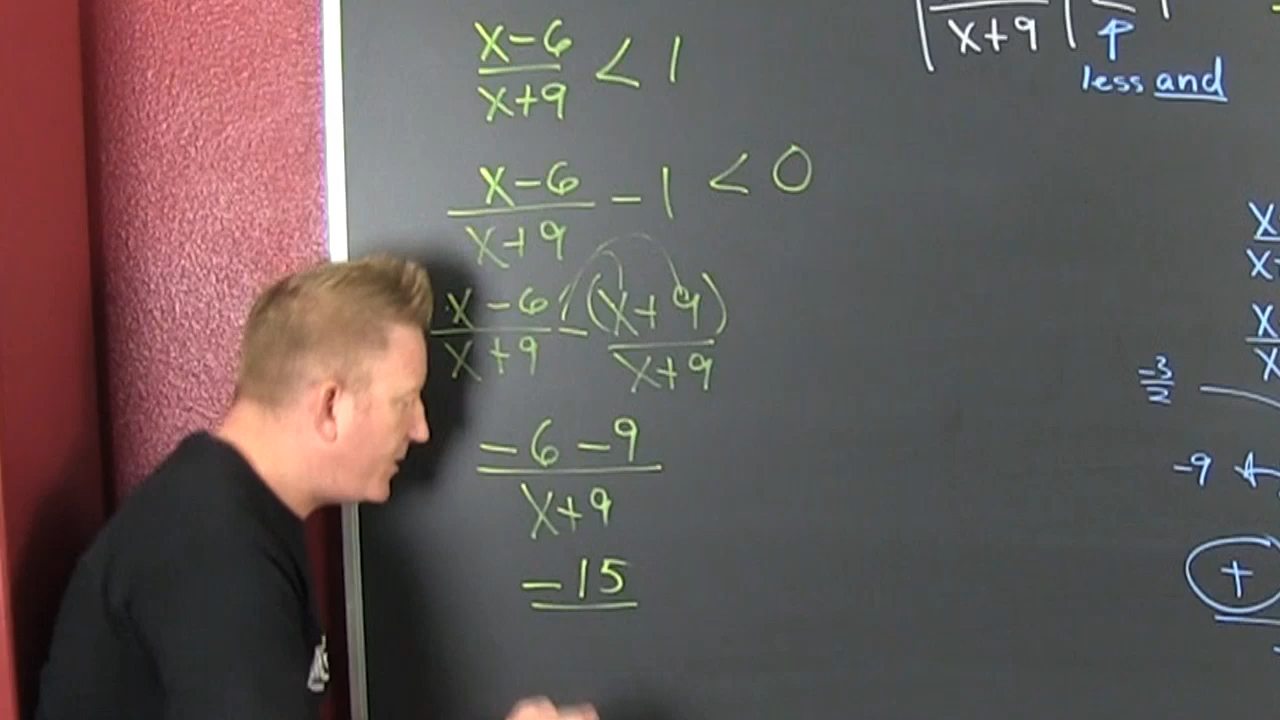 x-6
x+9 < 1
x-6
x+9 - 1 < 0
x-6 - (x+9)
x+9 x+9
-6-9
x+9
-15
x+9
less and
x
x
x
x
-3
2
-9
+